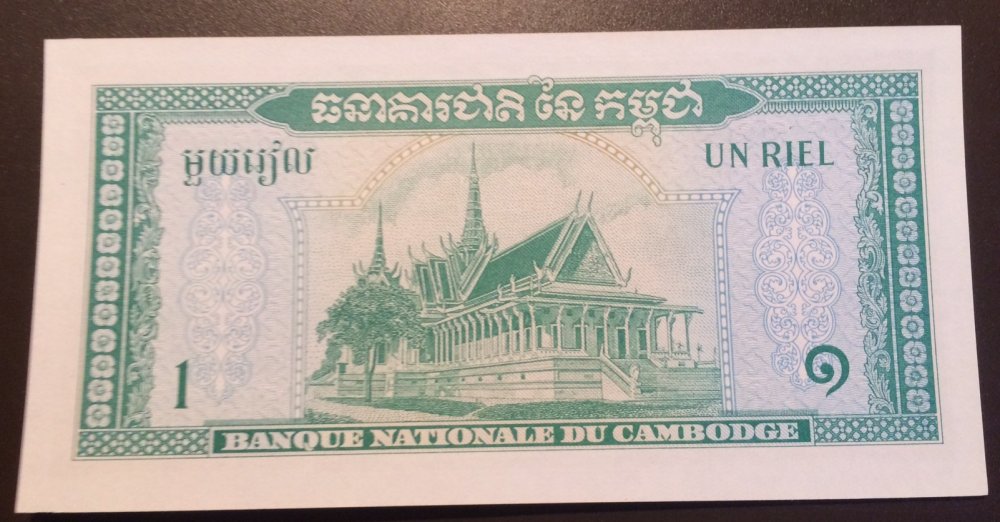 ធនាគារជាតិ នៃ កម្ពុជា
មួយរៀល
UN RIEL
1
១
BANQUE NATIONALE DU CAMBODGE